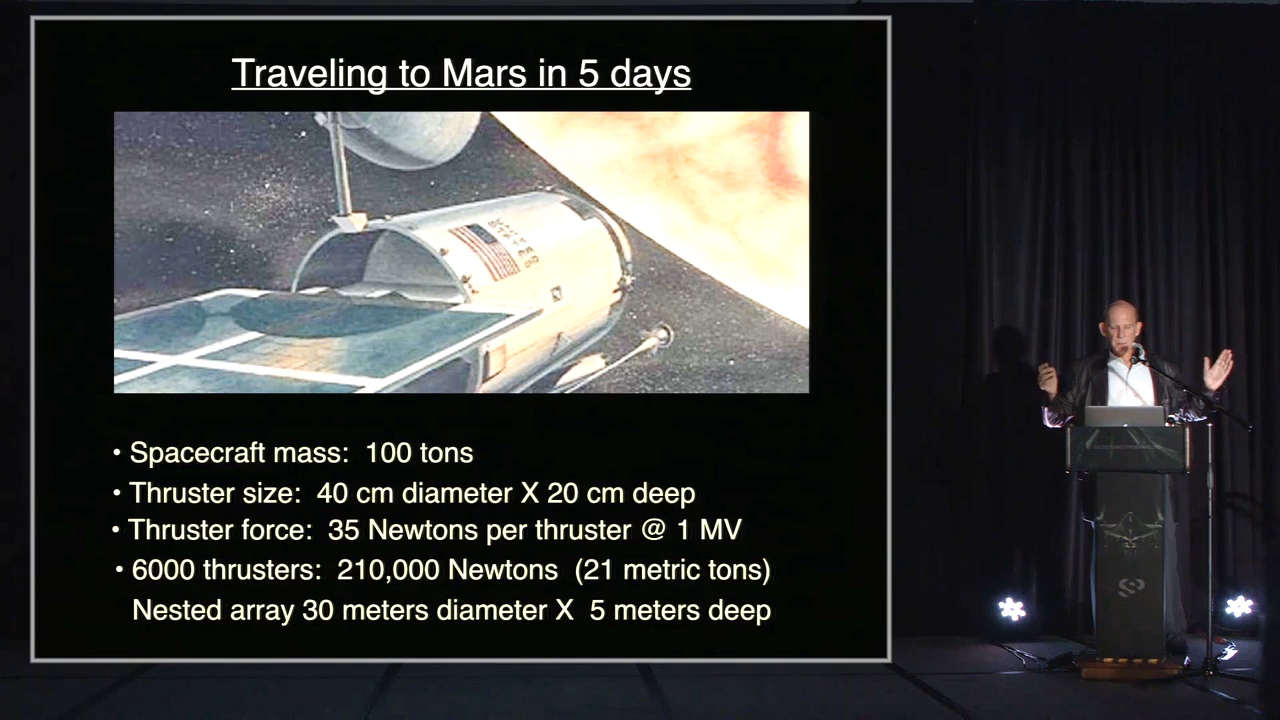 Traveling to Mars in 5 days
• Spacecraft mass: 100 tons
• Thruster size: 40 cm diameter X 20 cm deep
• Thruster force: 35 Newtons per thruster @ 1 MV
• 6000 thrusters: 210,000 Newtons (21 metric tons)
Nested array 30 meters diameter X 5 meters deep